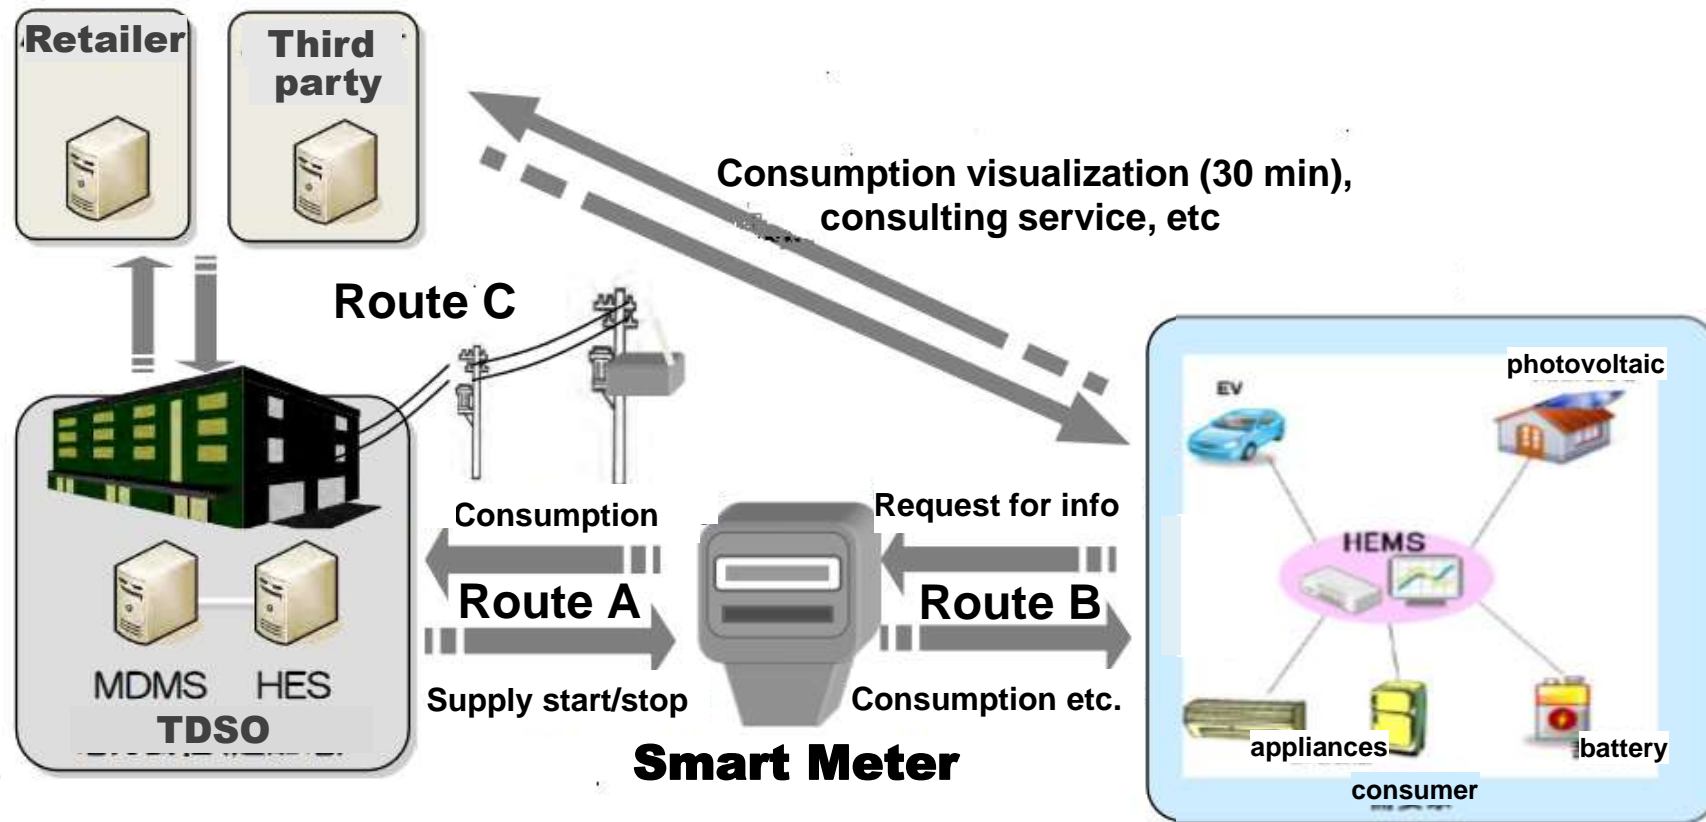 Retailer
Third
party
Consumption visualization (30 min),
consulting service, etc
Route C
photovoltaic
EV
Consumption
Request for info
HEMS
Route A
Route B
MDMS
HES
Supply start/stop
Consumption etc.
TDSO
Smart Meter
appliances
battery
consumer